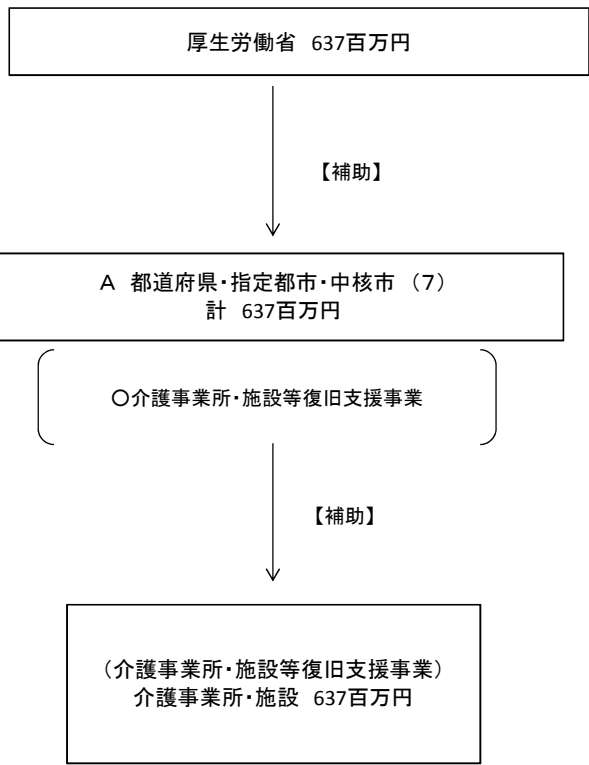 厚生労働省 637百万円
【補助】
A 都道府県・指定都市・中核市 （7）
計 637百万円
○介護事業所・施設等復旧支援事業
【補助】
（介護事業所・施設等復旧支援事業）
介護事業所・施設 637百万円